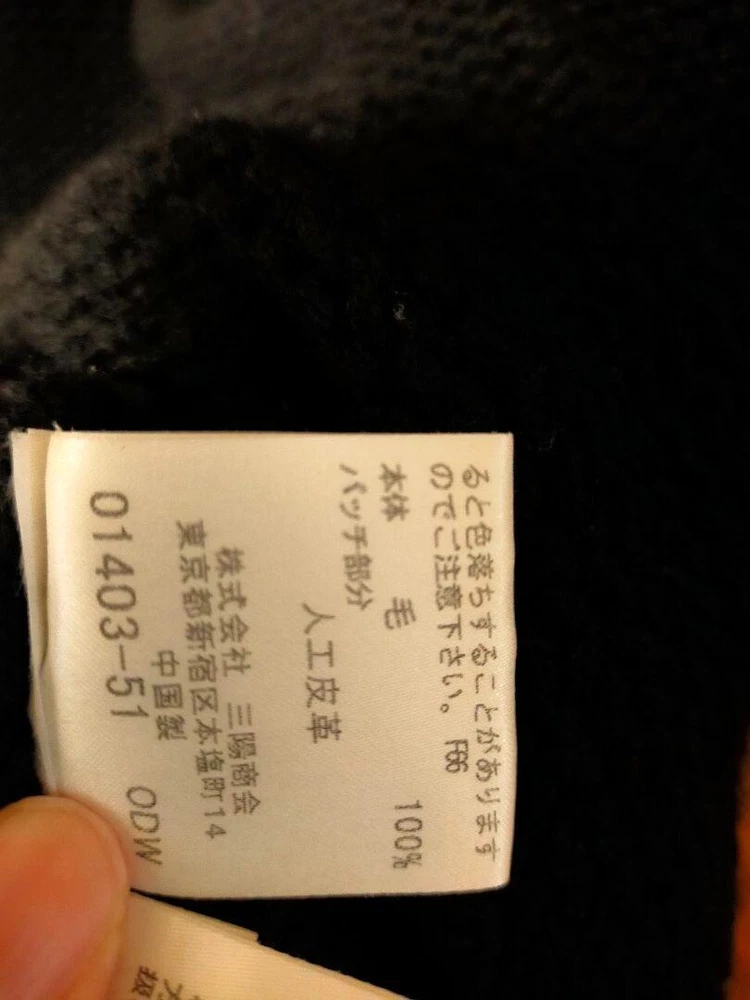 ると色落ちすることがあります
のでご注意下さい。 F66
本体 毛 100%
パッチ部分
人工皮革
株式会社 三陽商会
東京都新宿区本塩町14
中国製
01403-51 ODW